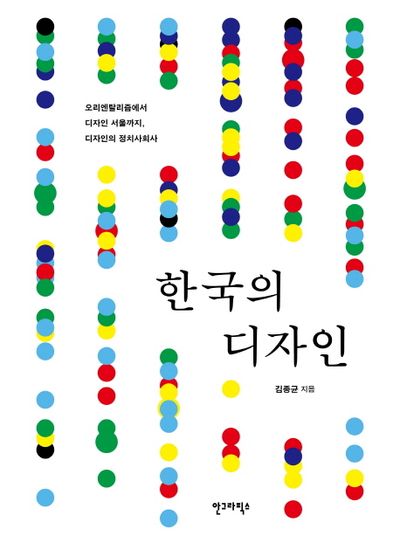 오리엔탈리즘에서
디자인 서울까지,
디자인의 정치사회사
한국의
디자인
김종균 지음
안그라픽스